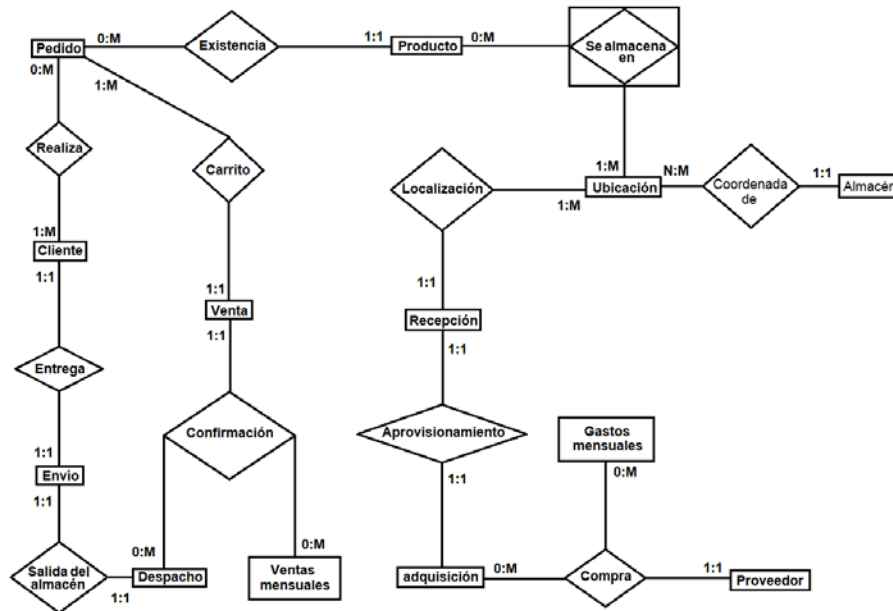 Pedido
0:M
Existencia
1:1
Producto
0:M
Se almacena
en
0:M
1:M
Realiza
Carrito
Localización
1:M
Ubicación
N:M
Coordenada
de
1:1
Almacén
1:M
1:M
Cliente
1:1
1:1
1:1
Venta
1:1
Recepción
1:1
Entrega
Confirmación
Aprovisionamiento
Gastos
mensuales
0:M
1:1
Envio
1:1
1:1
0:M
0:M
Salida del
almacén
1:1
Despacho
Ventas
mensuales
adquisición
0:M
Compra
1:1
Proveedor